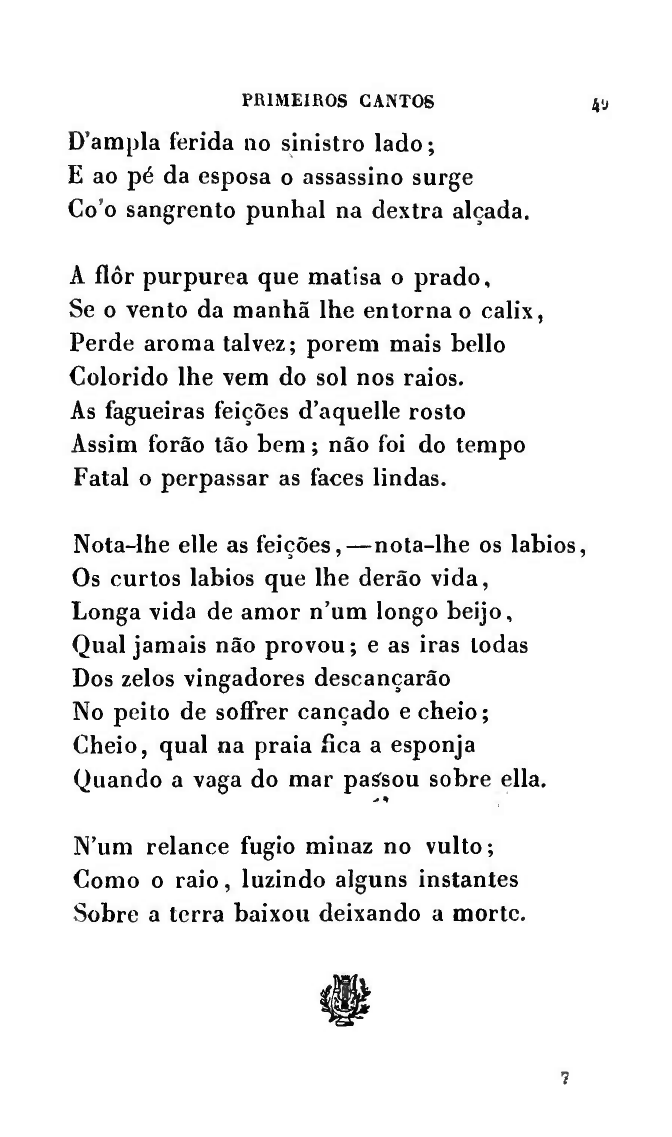 PRIMEIROS CANTOS 49
D'ampla ferida no sinistro lado;
E ao pé da esposa o assassino surge
Co'o sangrento punhal na dextra alçada.
A flôr purpurea que matisa o prado,
Se o vento da manhã lhe entorna o calix,
Perde aroma talvez; porem mais bello
Colorido lhe vem do sol nos raios.
As fagueiras feições d'aquelle rosto
Assim forão tão bem; não foi do tempo
Fatal o perpassar as faces lindas.
Nota-lhe elle as feições,—nota-lhe os labios,
Os curtos labios que lhe derão vida,
Longa vida de amor n'um longo beijo,
Qual jamais não provou; e as iras todas
Dos zelos vingadores descançarão
No peito de soffrer cançado e cheio;
Cheio, qual na praia fica a esponja
Quando a vaga do mar passou sobre ella.
N'um relance fugio minaz no vulto;
Como o raio, luzindo alguns instantes
Sobre a terra baixou deixando a morte.
7